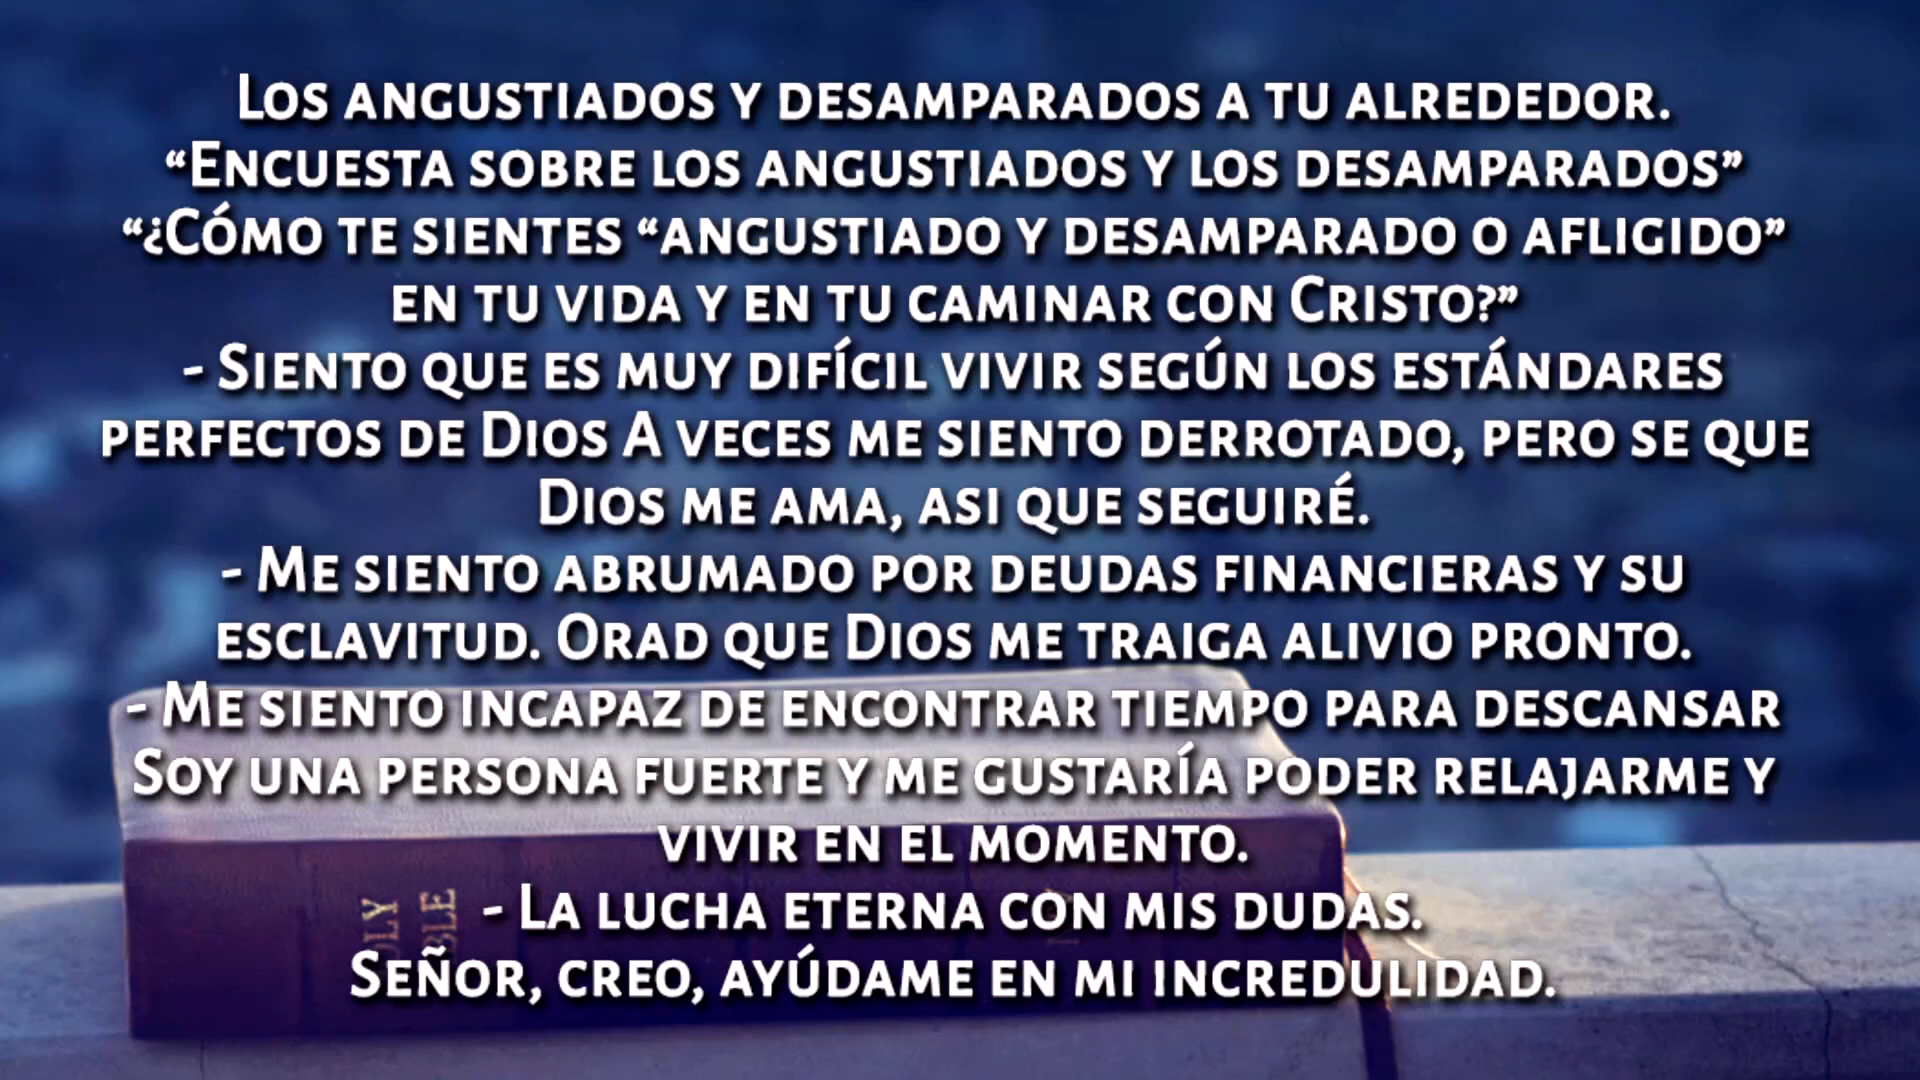 Los angustiados y desamparados a tu alrededor.
“Encuesta sobre los angustiados y los desamparados”
“¿Cómo te sientes “angustiado y desamparado o afligido”
en tu vida y en tu caminar con Cristo?”
- Siento que es muy difícil vivir según los estándares
perfectos de Dios A veces me siento derrotado, pero se que
Dios me ama, asi que seguiré.
- Me siento abrumado por deudas financieras y su
esclavitud. Orad que Dios me traiga alivio pronto.
- Me siento incapaz de encontrar tiempo para descansar
Soy una persona fuerte y me gustaría poder relajarme y
vivir en el momento.
- La lucha eterna con mis dudas.
Señor, creo, ayúdame en mi incredulidad.